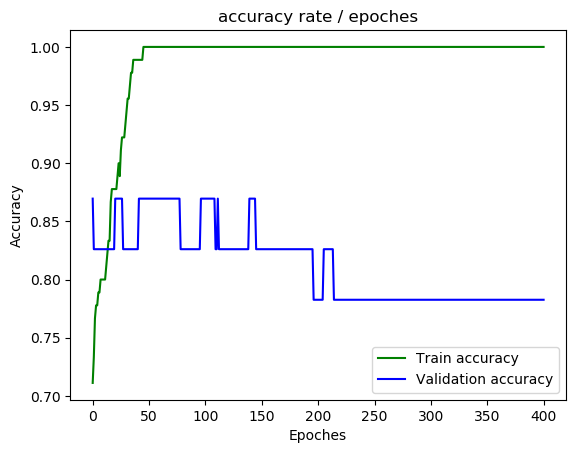 accuracy rate / epoches
1.00
0.95
0.90
0.85
0.80
0.75
0.70
Accuracy
Train accuracy
Validation accuracy
0 50 100 150 200 250 300 350 400
Epoches